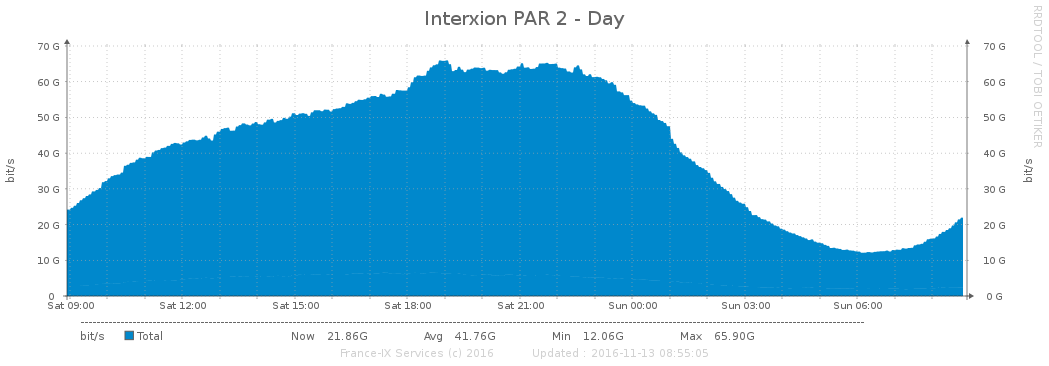 Interxion PAR 2 - Day
RRDTOOL / TOBI OETIKER
bit/s
70 G 70 G
60 G 60 G
50 G 50 G
40 G 40 G
30 G 30 G
20 G 20 G
10 G 10 G
0 0 G
bit/s
Sat 09:00 Sat 12:00 Sat 15:00 Sat 18:00 Sat 21:00 Sun 00:00 Sun 03:00 Sun 06:00
bit/s Total Now 21.86G Avg 41.76G Min 12.06G Max 65.90G
France-IX Services (c) 2016 Updated : 2016-11-13 08:55:05